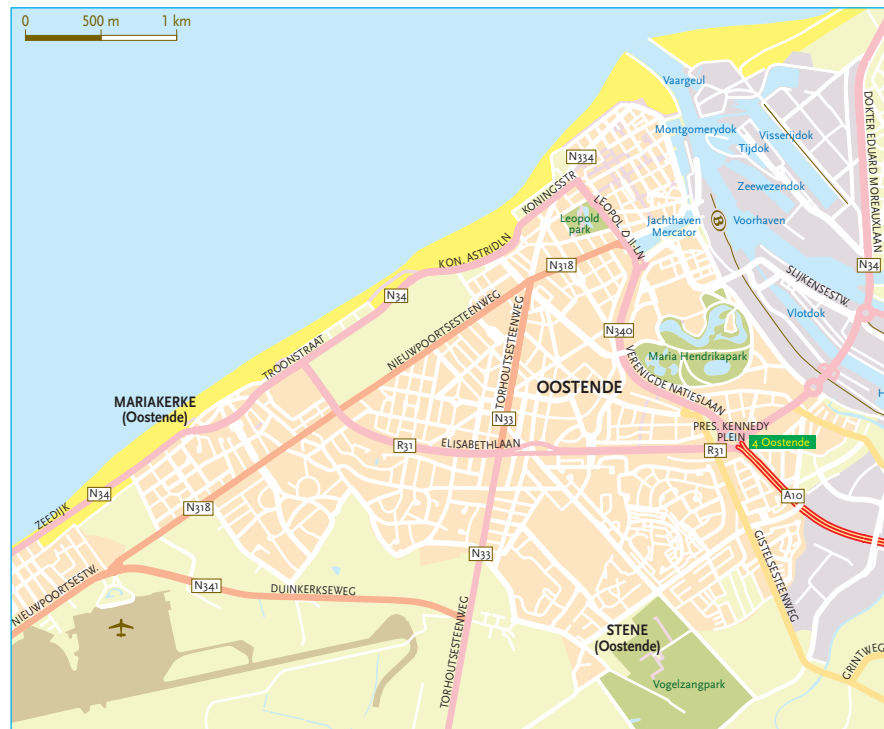 0 500 m 1 km
Vaargeul
Montgomerydok
Visserijdok
Tijdok
Zeewezendok
Voorhaven
DOKTER EDUARD MOREAUXLAAN
N34
N334
KONINGSSTR
LEOPOL D II-LN
Leopold
park
Jachthaven
Mercator
B
KON. ASTRIDLN
N318
N34
SLIJKENSESTW.
Vlotdok
N340
Maria Hendrikapark
NIEUWPOORTSESTEENWEG
TORHOUTSESTEENWEG
TROONSTRAAT
VERENIGDE NATIESLAAN
OOSTENDE
H
MARIAKERKE
(Oostende)
N33
PRES. KENNEDY
PLEIN
4 Oostende
R31
ELISABETHLAAN
R31
N34
ZEEDIJK
N318
A10
N33
GISTELSESTEENWEG
NIEUWPOORTSESTW.
N341
DUINKERKSEWEG
TORHOUTSESTEENWEG
STENE
(Oostende)
Vogelzangpark
GRINTWEG